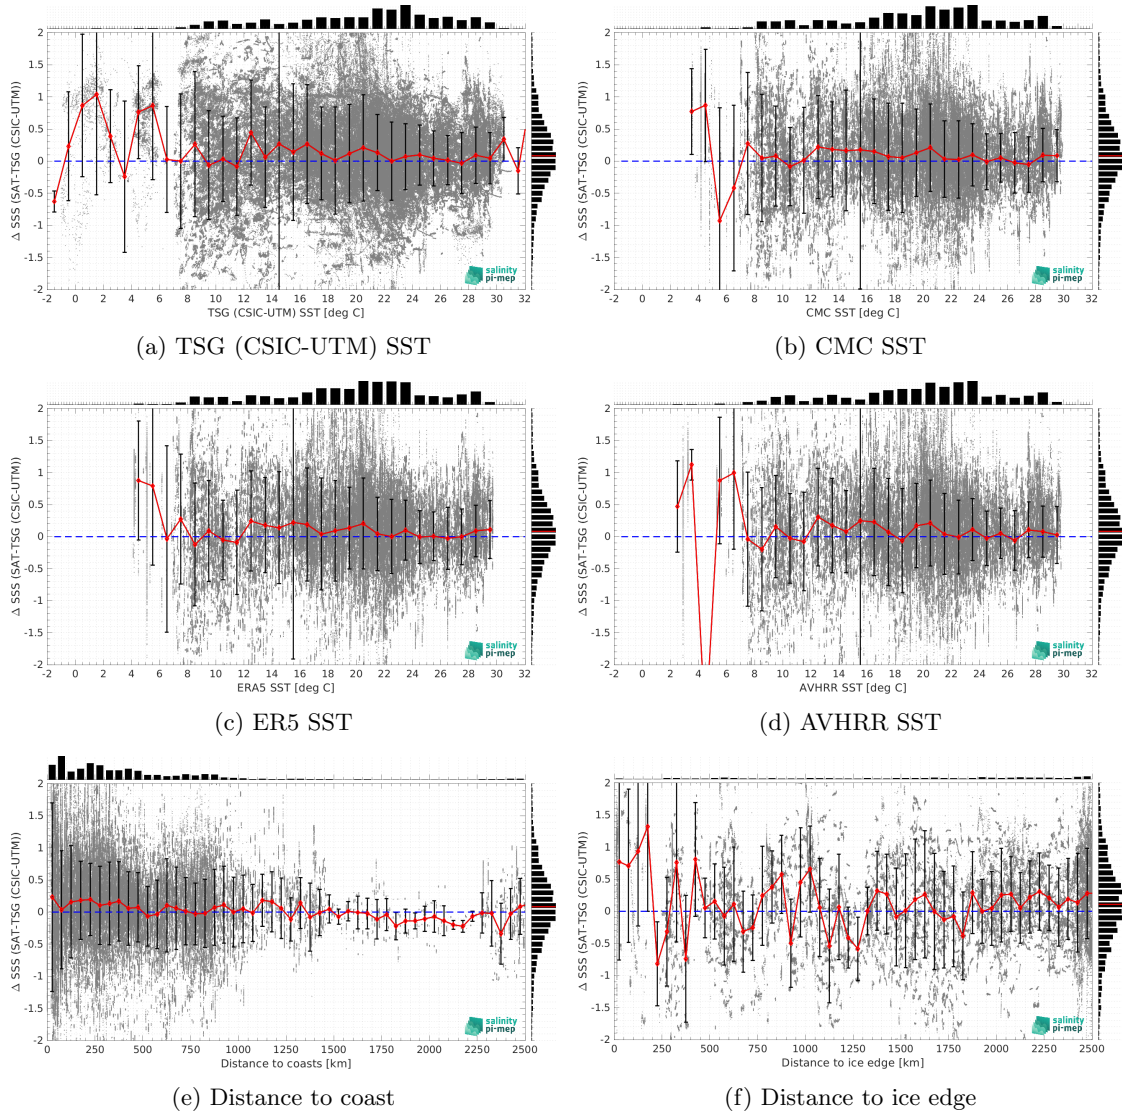 2
1.5
1
0.5
0
-0.5
-1
-1.5
-2
Δ SSS (SAT-TSG (CSIC-UTM))
salinity
pi-mep
-2 0 2 4 6 8 10 12 14 16 18 20 22 24 26 28 30 32
TSG (CSIC-UTM) SST [deg C]
(a) TSG (CSIC-UTM) SST
2
1.5
1
0.5
0
-0.5
-1
-1.5
-2
Δ SSS (SAT-TSG (CSIC-UTM))
salinity
pi-mep
-2 0 2 4 6 8 10 12 14 16 18 20 22 24 26 28 30 32
CMC SST [deg C]
(b) CMC SST
2
1.5
1
0.5
0
-0.5
-1
-1.5
-2
Δ SSS (SAT-TSG (CSIC-UTM))
salinity
pi-mep
-2 0 2 4 6 8 10 12 14 16 18 20 22 24 26 28 30 32
ERA5 SST [deg C]
(c) ER5 SST
2
1.5
1
0.5
0
-0.5
-1
-1.5
-2
Δ SSS (SAT-TSG (CSIC-UTM))
salinity
pi-mep
-2 0 2 4 6 8 10 12 14 16 18 20 22 24 26 28 30 32
AVHRR SST [deg C]
(d) AVHRR SST
2
1.5
1
0.5
0
-0.5
-1
-1.5
-2
Δ SSS (SAT-TSG (CSIC-UTM))
salinity
pi-mep
0 250 500 750 1000 1250 1500 1750 2000 2250 2500
Distance to coasts [km]
(e) Distance to coast
2
1.5
1
0.5
0
-0.5
-1
-1.5
-2
Δ SSS (SAT-TSG (CSIC-UTM))
salinity
pi-mep
0 250 500 750 1000 1250 1500 1750 2000 2250 2500
Distance to ice edge [km]
(f) Distance to ice edge